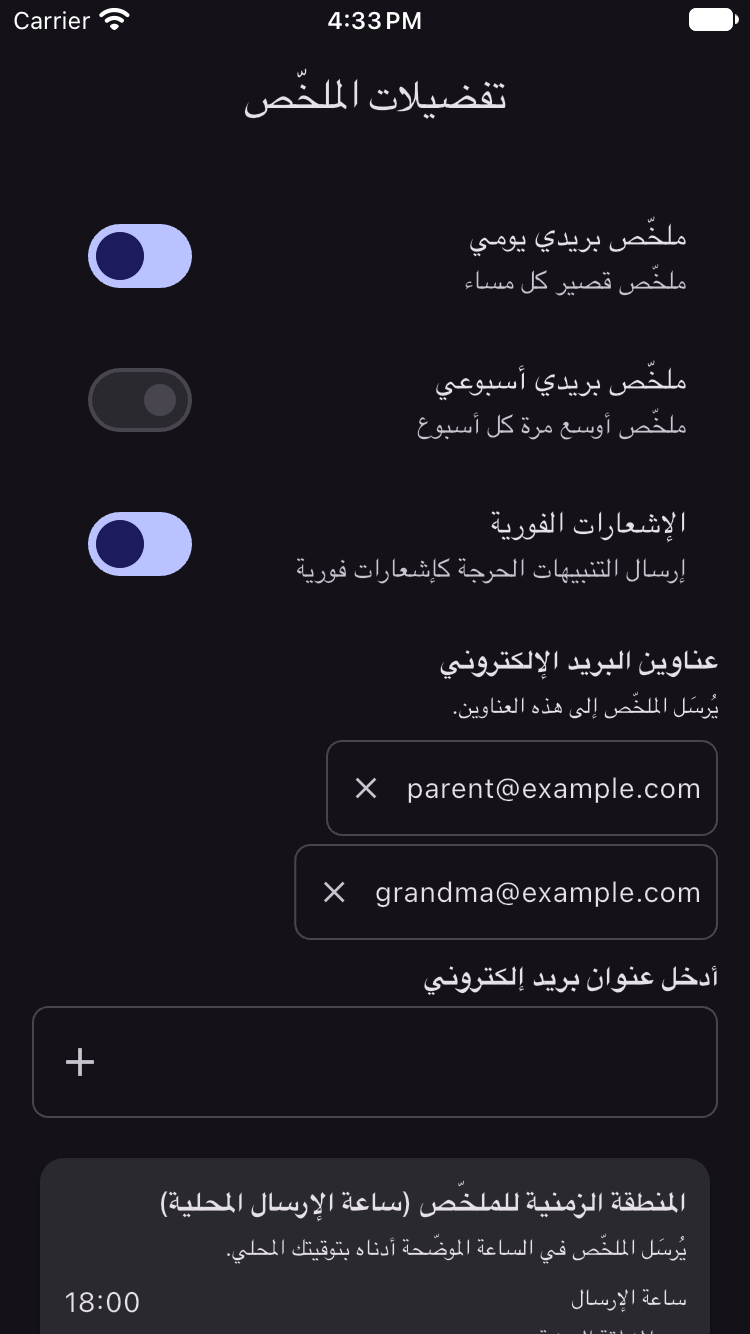 Carrier 4:33 PM
تفضيلات الملخّص
ملخّص بريدي يومي
ملخّص قصير كل مساء
ملخّص بريدي أسبوعي
ملخّص أوسع مرة كل أسبوع
الإشعارات الفورية
إرسال التنبيهات الحرجة كإشعارات فورية
عناوين البريد الإلكتروني
يُرسَل الملخّص إلى هذه العناوين.
parent@example.com
grandma@example.com
أدخل عنوان بريد إلكتروني
المنطقة الزمنية للملخّص (ساعة الإرسال المحلية)
يُرسَل الملخّص في الساعة الموضّحة أدناه بتوقيتك المحلي.
ساعة الإرسال 18:00